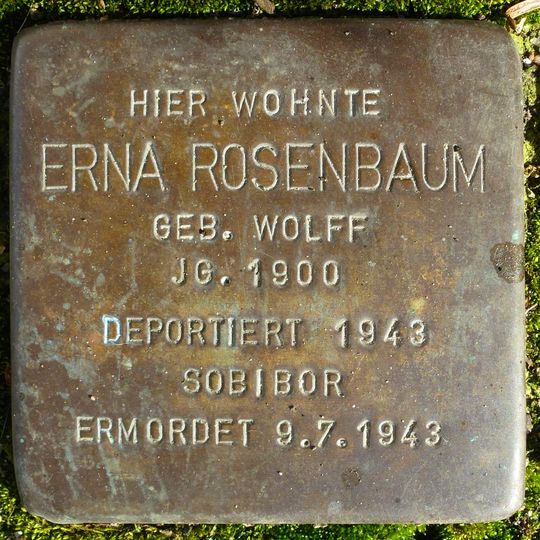 HIER WOHNTE
ERNA ROSENBAUM
GEB. WOLFF
JG. 1900
DEPORTIERT 1943
SOBIBOR
ERMORDET 9.7.1943